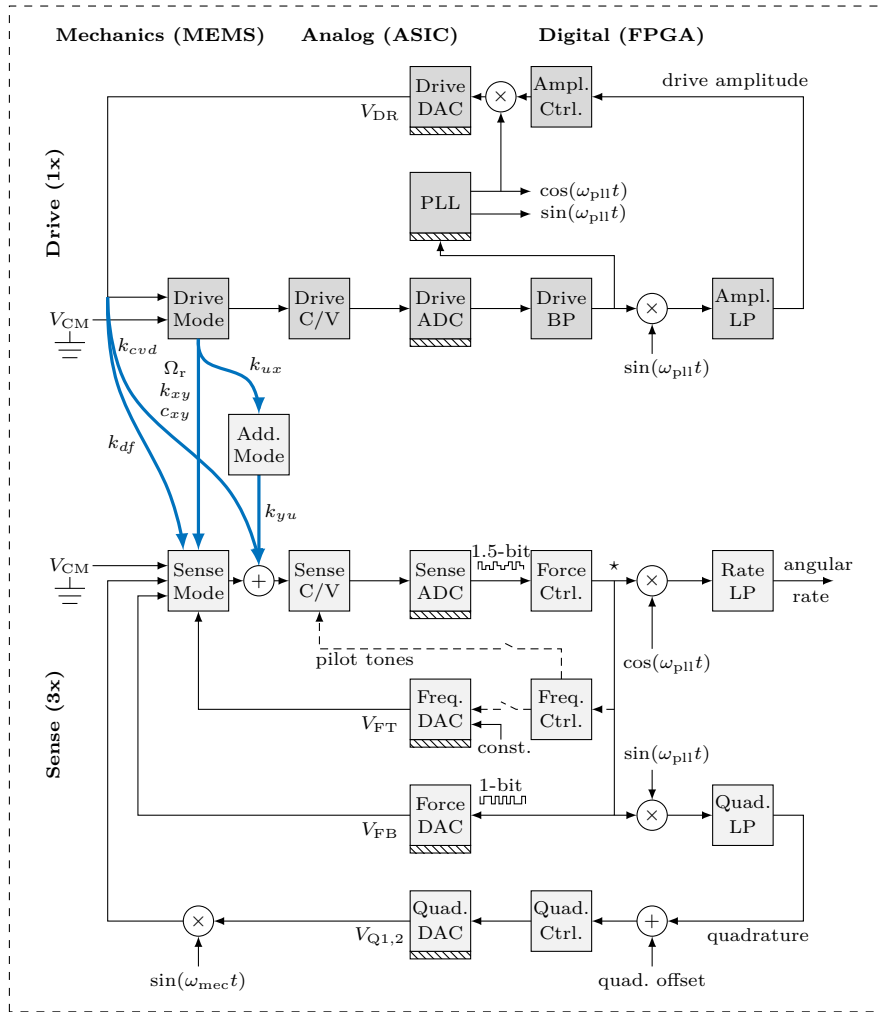 Mechanics (MEMS) Analog (ASIC) Digital (FPGA)
Drive (1x)
Drive
DAC
V_DR
×
Ampl.
Ctrl.
drive amplitude
PLL
cos(ω_pll t)
sin(ω_pll t)
V_CM
Drive
Mode
Drive
C/V
Drive
ADC
Drive
BP
×
sin(ω_pll t)
Ampl.
LP
k_cvd
Ω_r
k_xy
c_xy
k_ux
k_df
Add.
Mode
k_yu
Sense (3x)
V_CM
Sense
Mode
+
Sense
C/V
Sense
ADC
1.5-bit
Force
Ctrl.
⋆
×
cos(ω_pll t)
Rate
LP
angular
rate
pilot tones
V_FT
Freq.
DAC
const.
Freq.
Ctrl.
sin(ω_pll t)
V_FB
Force
DAC
1-bit
×
Quad.
LP
×
sin(ω_mec t)
V_Q1,2
Quad.
DAC
Quad.
Ctrl.
+
quad. offset
quadrature